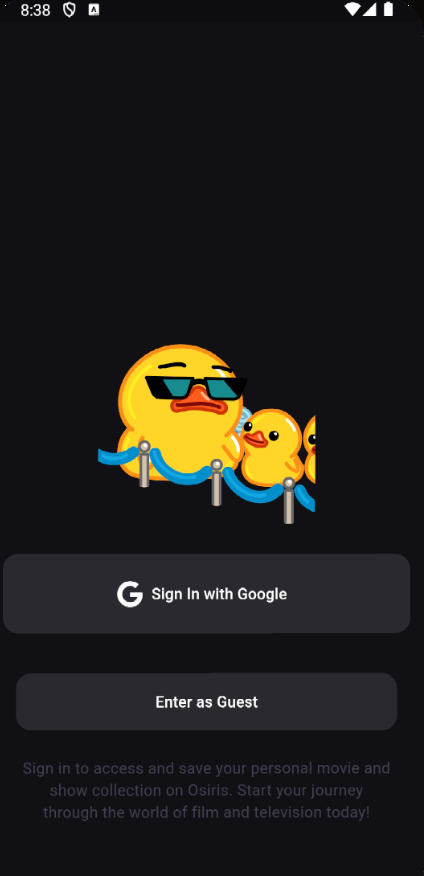 8:38
Sign In with Google
Enter as Guest
Sign in to access and save your personal movie and
show collection on Osiris. Start your journey
through the world of film and television today!